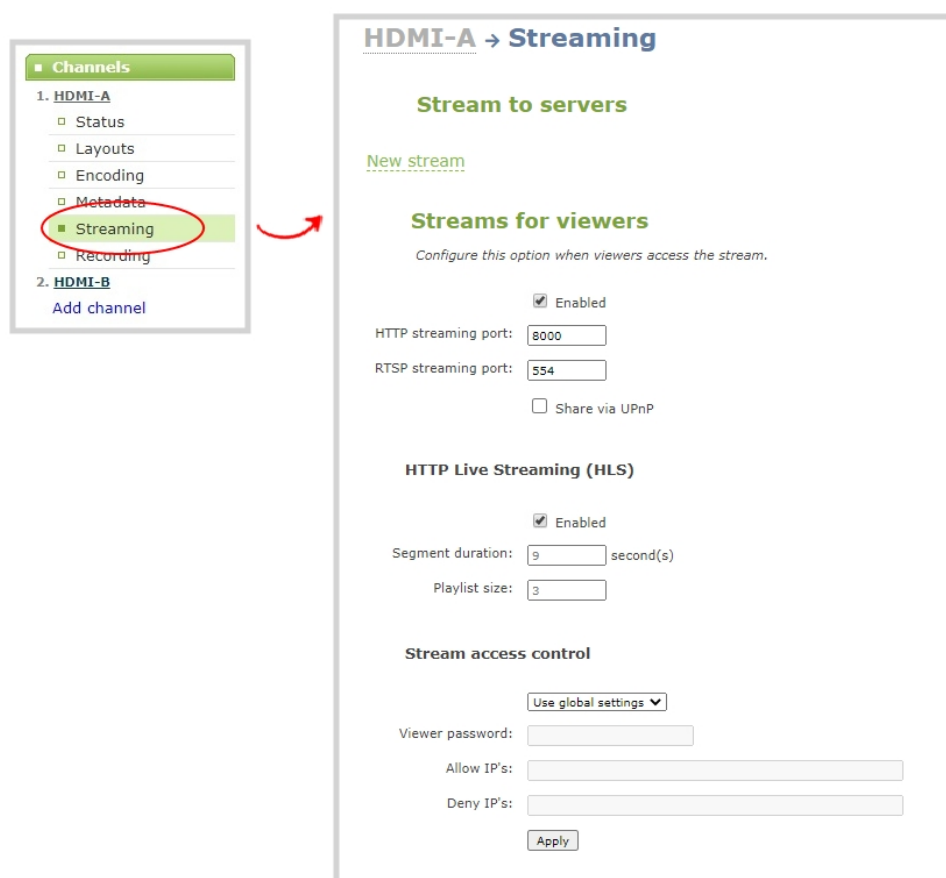 Channels
1. HDMI-A
Status
Layouts
Encoding
Metadata
Streaming
Recording
2. HDMI-B
Add channel
HDMI-A → Streaming
Stream to servers
New stream
Streams for viewers
Configure this option when viewers access the stream.
Enabled
HTTP streaming port: 8000
RTSP streaming port: 554
Share via UPnP
HTTP Live Streaming (HLS)
Enabled
Segment duration: 9 second(s)
Playlist size: 3
Stream access control
Use global settings
Viewer password:
Allow IP's:
Deny IP's:
Apply